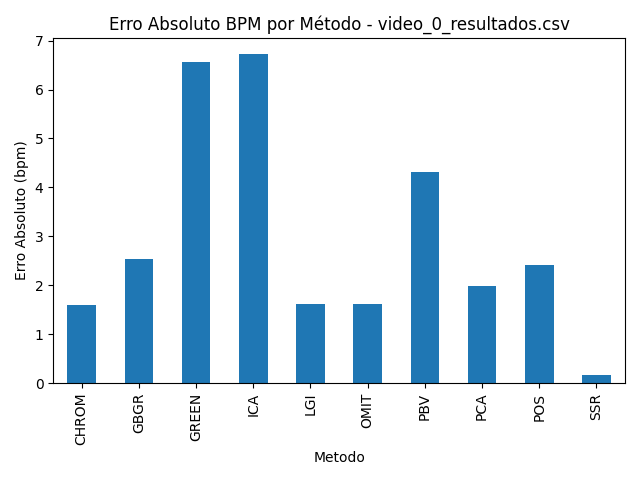 Erro Absoluto BPM por Método - video_0_resultados.csv
Erro Absoluto (bpm)
7
6
5
4
3
2
1
0
CHROM
GBGR
GREEN
ICA
LGI
OMIT
PBV
PCA
POS
SSR
Metodo